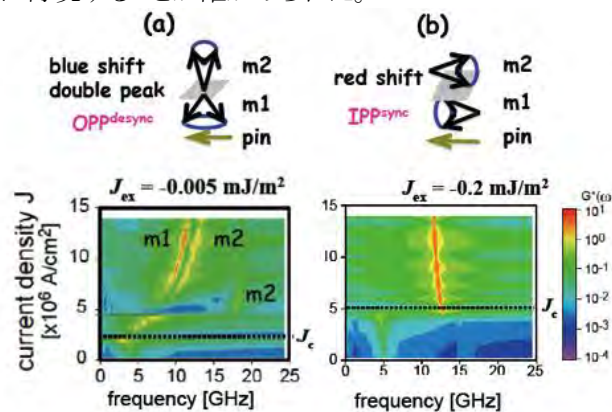 (a)
(b)
blue shift
double peak
OPP^desync
m2
m1
pin
red shift
IPP^sync
m2
m1
pin
J_ex = -0.005 mJ/m²
J_ex = -0.2 mJ/m²
current density J
[x10⁶ A/cm²]
15
10
5
0
m1
m2
m2
J_c
0
5
10
15
20
25
frequency [GHz]
15
10
5
0
J_c
0
5
10
15
20
25
frequency [GHz]
10¹
10⁰
10⁻¹
10⁻²
10⁻³
10⁻⁴